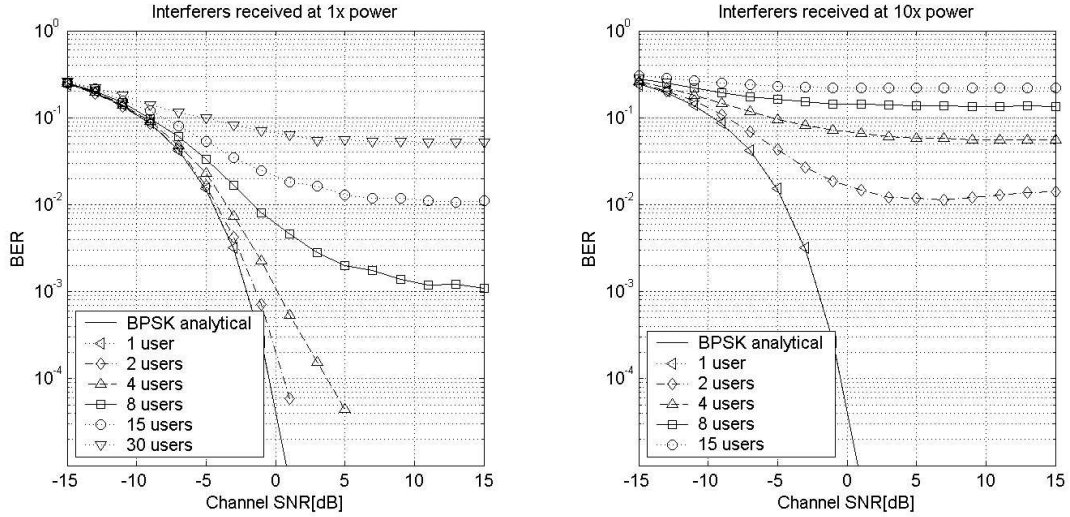 Interferers received at 1x power
10^0
10^-1
10^-2
10^-3
10^-4
BER
BPSK analytical
1 user
2 users
4 users
8 users
15 users
30 users
-15 -10 -5 0 5 10 15
Channel SNR[dB]
Interferers received at 10x power
10^0
10^-1
10^-2
10^-3
10^-4
BER
BPSK analytical
1 user
2 users
4 users
8 users
15 users
-15 -10 -5 0 5 10 15
Channel SNR[dB]